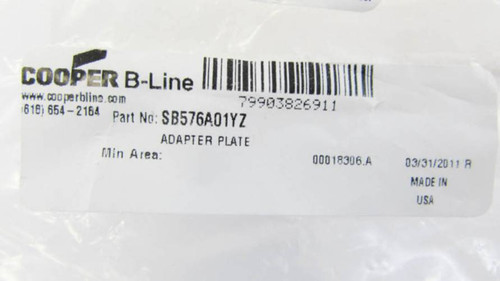 COOPER B-Line
79903826911
www.cooperbline.com
(618) 654-2184 Part No: SB576A01YZ
ADAPTER PLATE
Min Area: 00018306.A 03/31/2011 R
MADE IN
USA